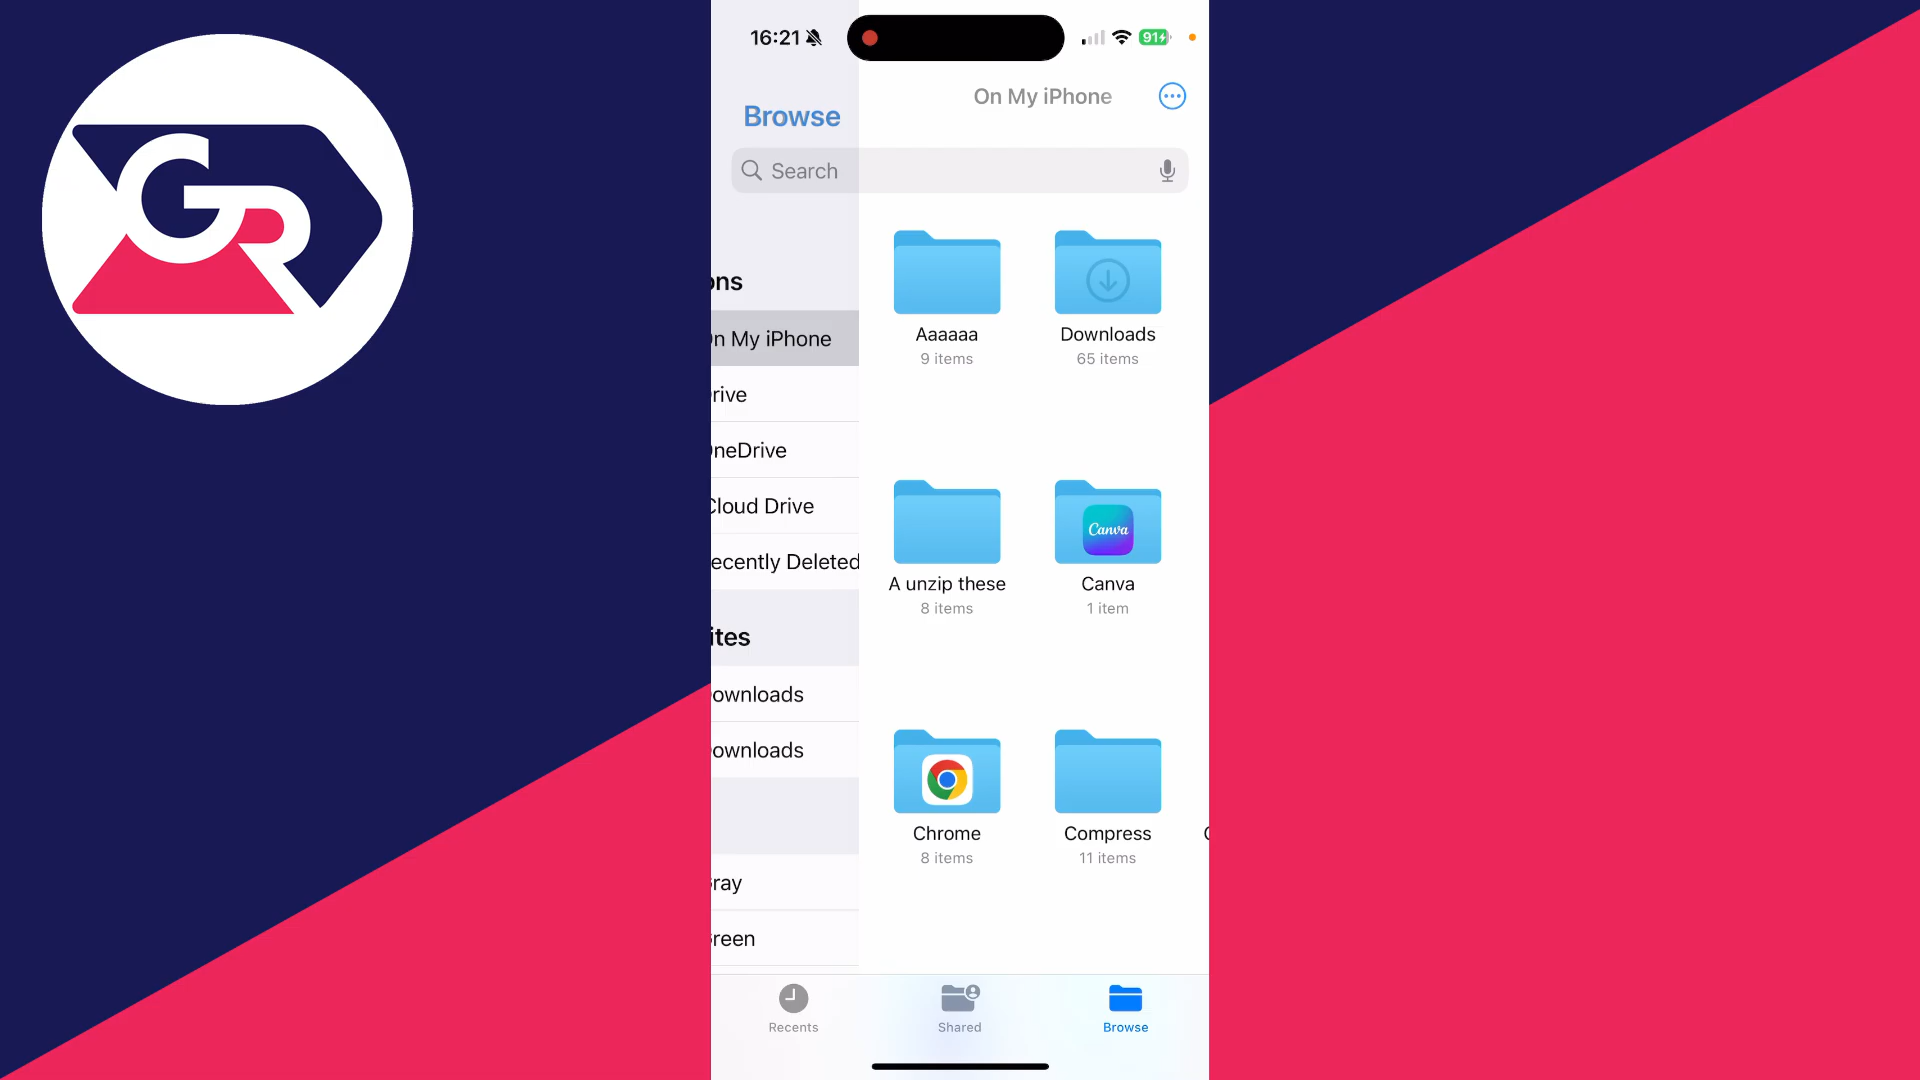 GR
16:21
91
Browse
On My iPhone
Search
ons
n My iPhone
rive
neDrive
Cloud Drive
ecently Deleted
ites
ownloads
ownloads
ray
reen
Aaaaaa
9 items
Downloads
65 items
A unzip these
8 items
Canva
Canva
1 item
Chrome
8 items
Compress
11 items
Recents
Shared
Browse